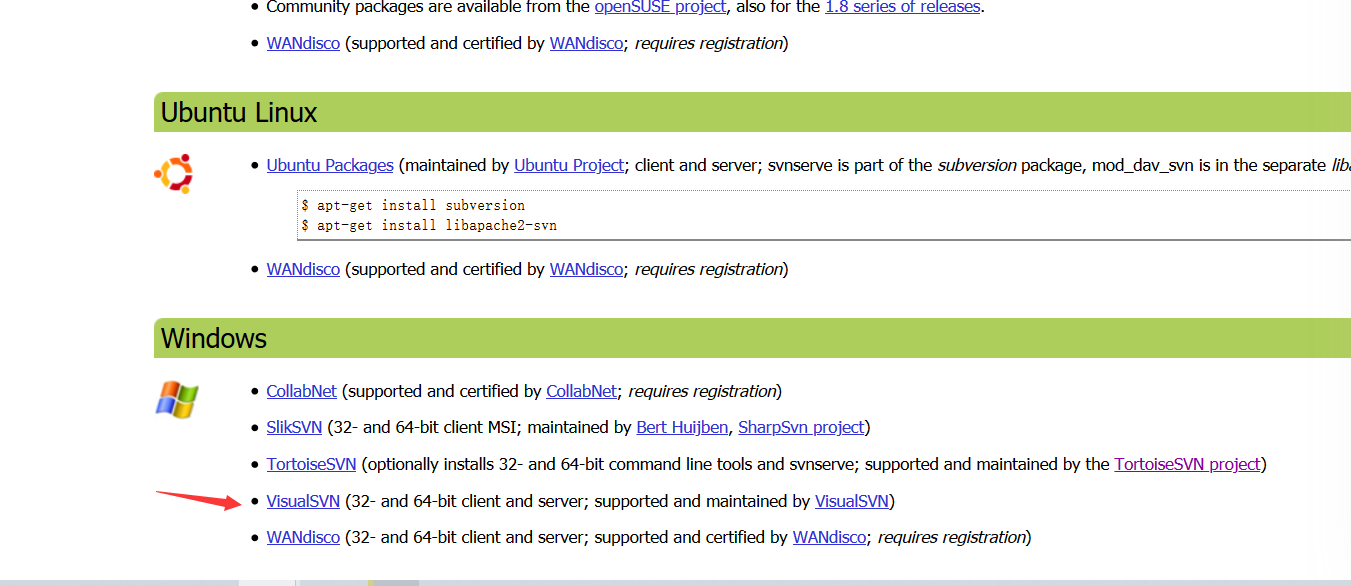 Community packages are available from the openSUSE project, also for the 1.8 series of releases.
WANdisco (supported and certified by WANdisco; requires registration)
Ubuntu Linux
Ubuntu Packages (maintained by Ubuntu Project; client and server; svnserve is part of the subversion package, mod_dav_svn is in the separate
$ apt-get install subversion
$ apt-get install libapache2-svn
WANdisco (supported and certified by WANdisco; requires registration)
Windows
CollabNet (supported and certified by CollabNet; requires registration)
SlikSVN (32- and 64-bit client MSI; maintained by Bert Huijben, SharpSvn project)
TortoiseSVN (optionally installs 32- and 64-bit command line tools and svnserve; supported and maintained by the TortoiseSVN project)
VisualSVN (32- and 64-bit client and server; supported and maintained by VisualSVN)
WANdisco (32- and 64-bit client and server; supported and certified by WANdisco; requires registration)